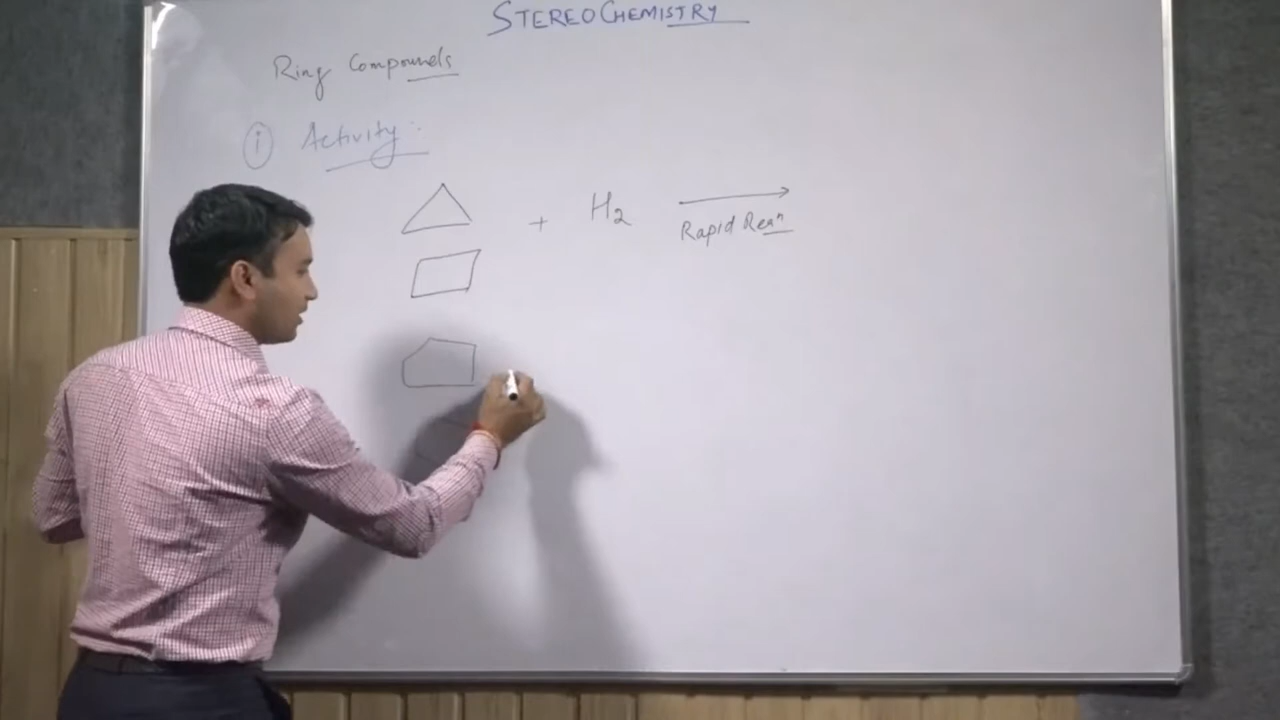 STEREOCHEMISTRY
Ring Compounds
i Activity:
+ H2 →
Rapid Reaⁿ